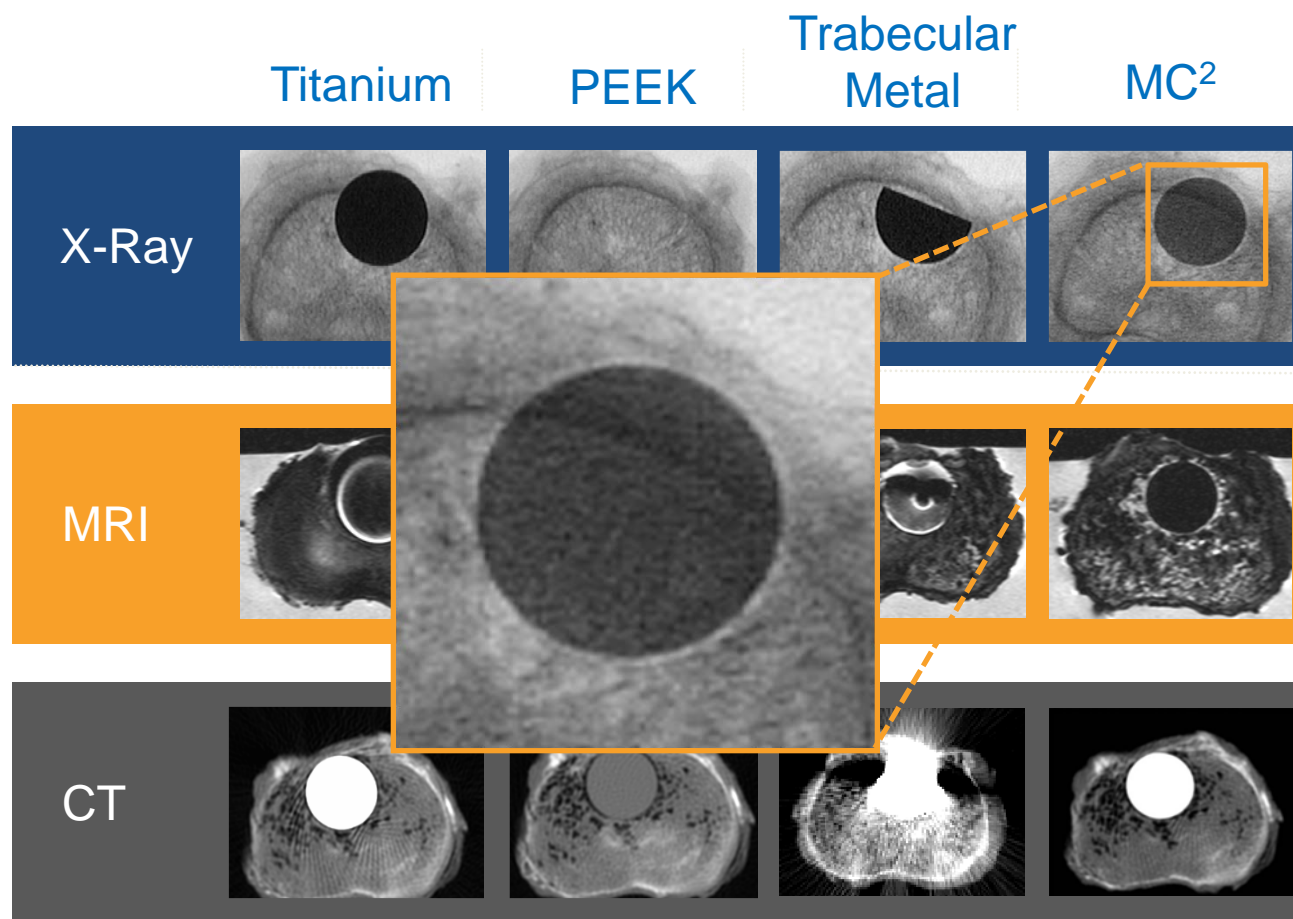 Titanium
PEEK
Trabecular
Metal
MC²
X-Ray
MRI
CT